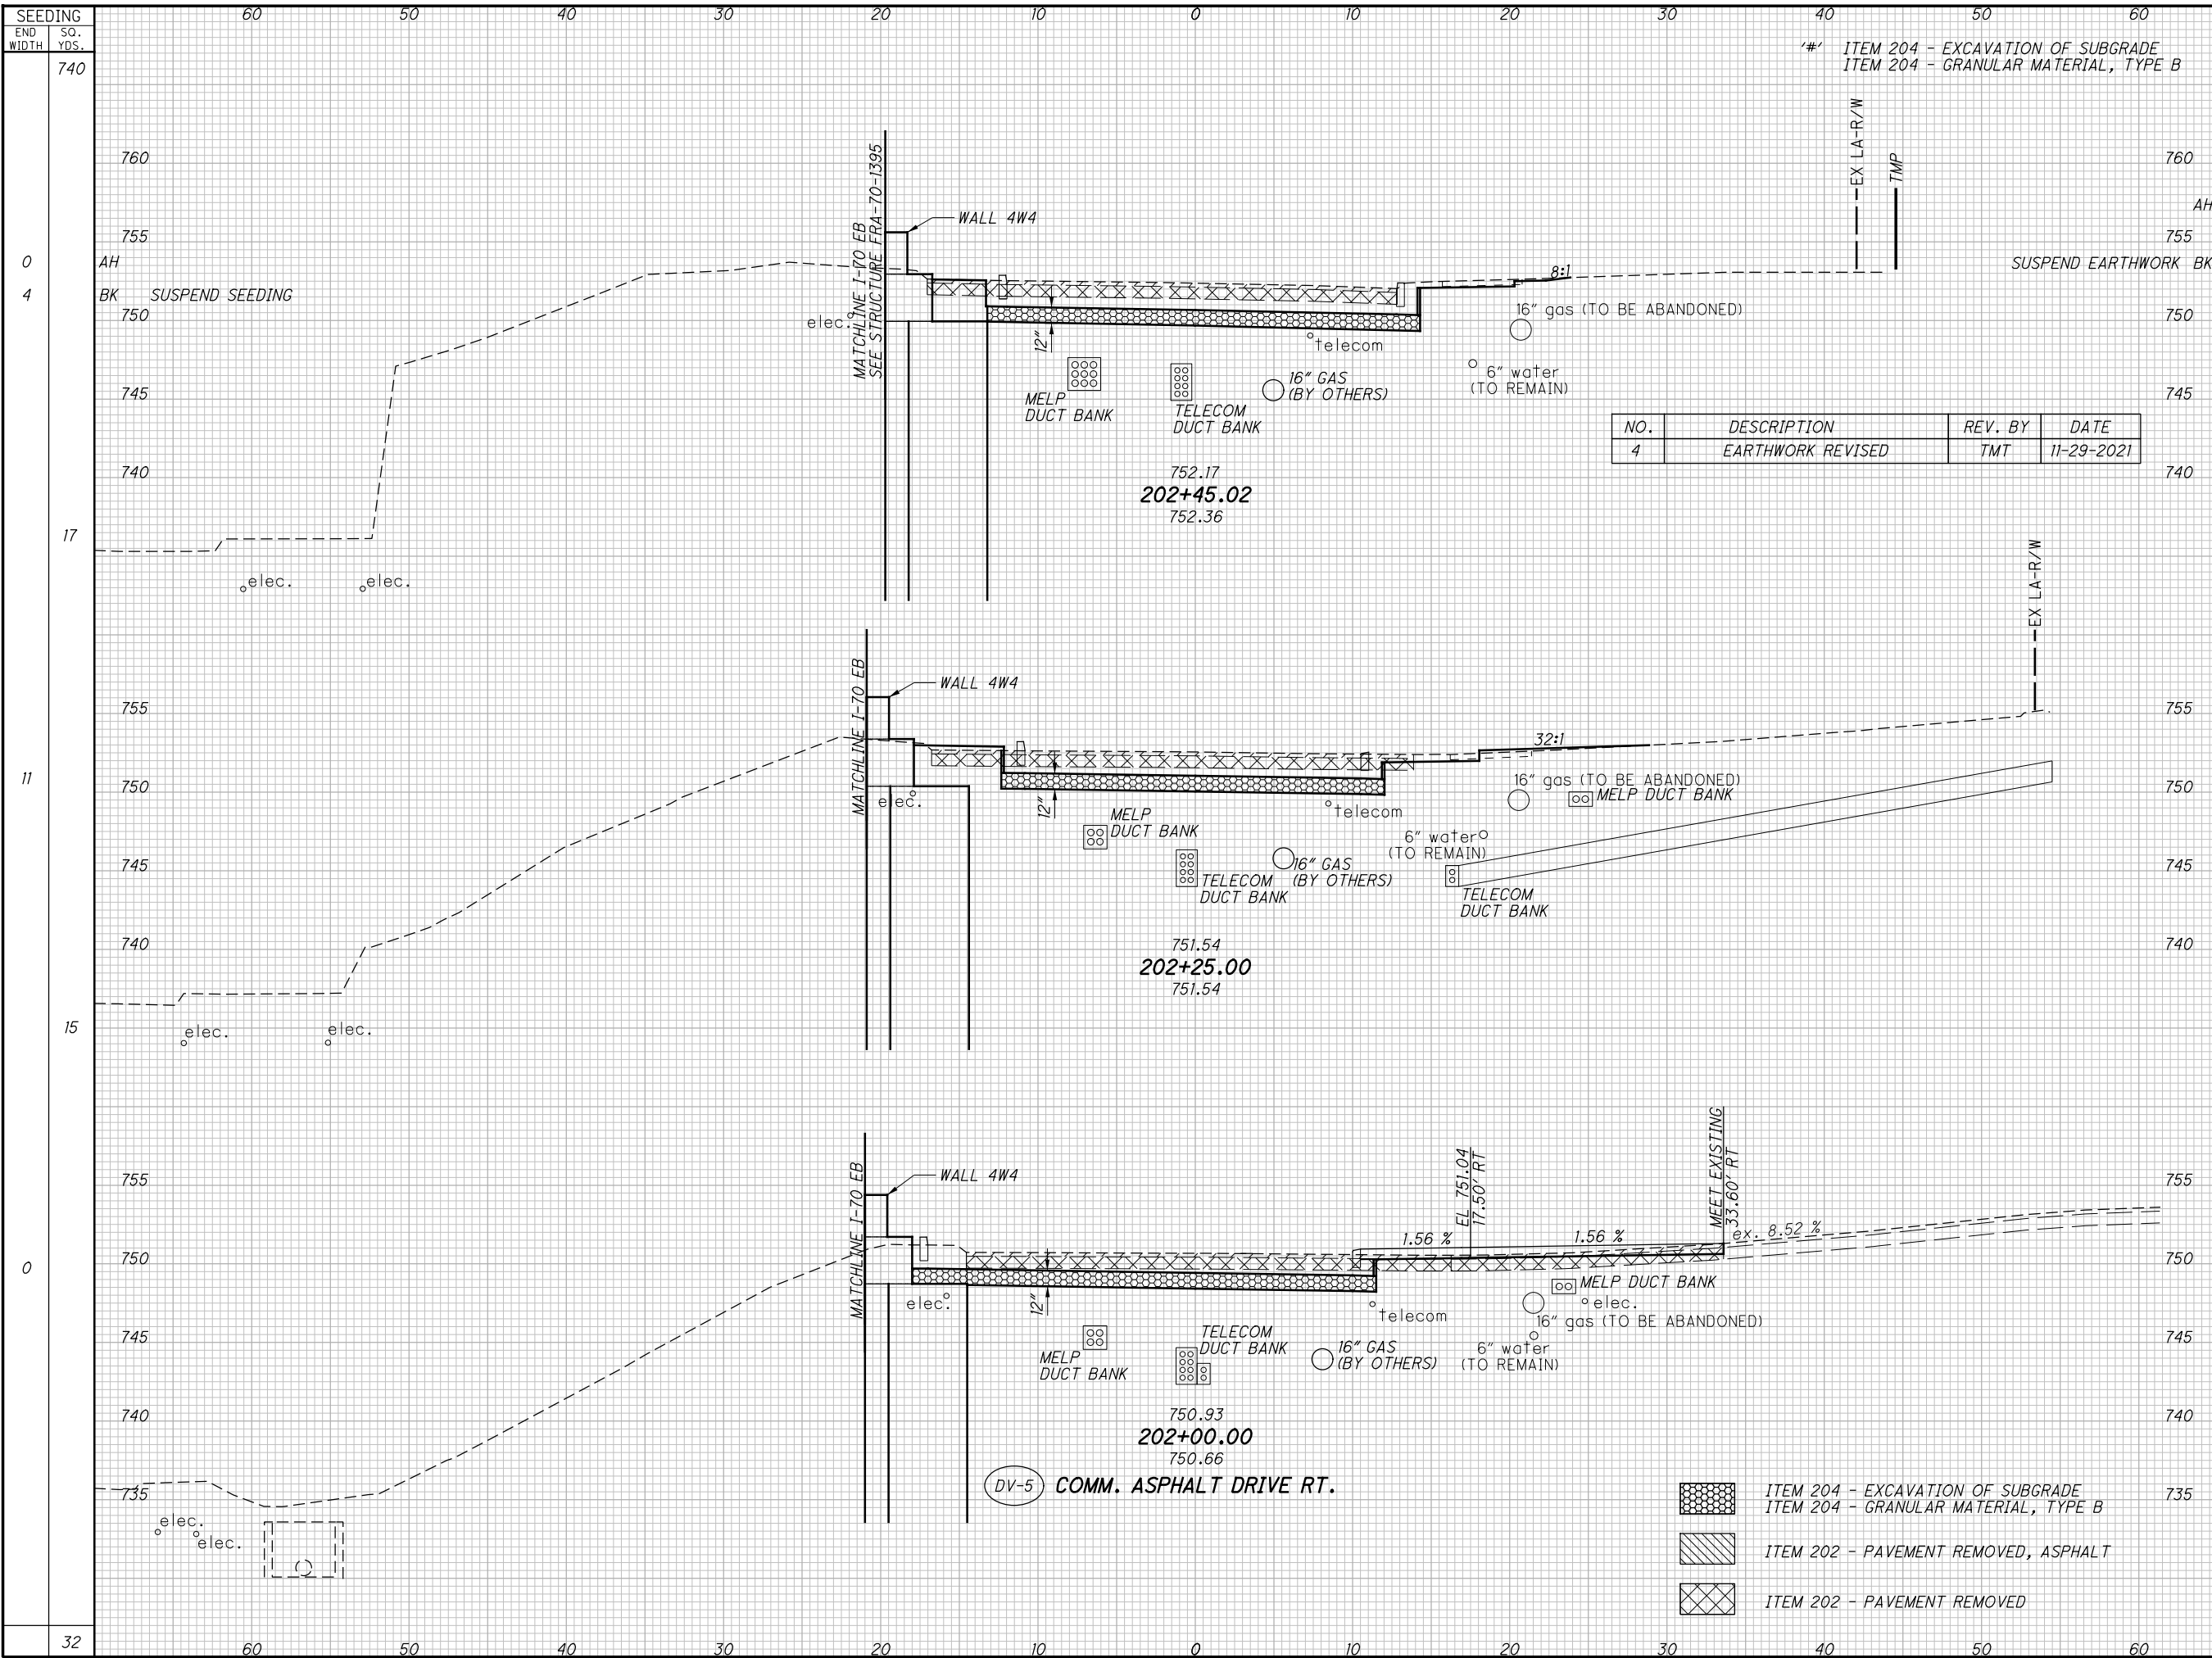 SEEDING
END WIDTH
SQ. YDS.
60 50 40 30 20 10 0 10 20 30 40 50 60
740
'#' ITEM 204 - EXCAVATION OF SUBGRADE
ITEM 204 - GRANULAR MATERIAL, TYPE B
760
MATCHLINE I-70 EB
SEE STRUCTURE FRA-70-1395
EX LA-R/W
TMP
760
WALL 4W4
AH
755
755
0
AH
8:1
SUSPEND EARTHWORK BK
4
BK SUSPEND SEEDING
750
elec.
12"
telecom
16" gas (TO BE ABANDONED)
750
6" water
(TO REMAIN)
745
MELP
DUCT BANK
TELECOM
DUCT BANK
16" GAS
(BY OTHERS)
745
NO. DESCRIPTION REV. BY DATE
4 EARTHWORK REVISED TMT 11-29-2021
740
752.17
740
202+45.02
752.36
17
elec.
elec.
EX LA-R/W
MATCHLINE I-70 EB
WALL 4W4
755
755
32:1
11
750
elec.
12"
telecom
16" gas (TO BE ABANDONED)
MELP DUCT BANK
750
MELP
DUCT BANK
6" water
(TO REMAIN)
745
TELECOM
DUCT BANK
16" GAS
(BY OTHERS)
TELECOM
DUCT BANK
745
740
751.54
740
202+25.00
751.54
15
elec.
elec.
MATCHLINE I-70 EB
WALL 4W4
EL 751.04
17.50' RT
MEET EXISTING
33.60' RT
755
755
1.56 %
1.56 %
ex. 8.52 %
0
750
750
elec.
12"
telecom
MELP DUCT BANK
elec.
16" gas (TO BE ABANDONED)
745
MELP
DUCT BANK
TELECOM
DUCT BANK
16" GAS
(BY OTHERS)
6" water
(TO REMAIN)
745
740
750.93
740
202+00.00
750.66
DV-5 COMM. ASPHALT DRIVE RT.
735
735
elec.
elec.
ITEM 204 - EXCAVATION OF SUBGRADE
ITEM 204 - GRANULAR MATERIAL, TYPE B
ITEM 202 - PAVEMENT REMOVED, ASPHALT
ITEM 202 - PAVEMENT REMOVED
32
60 50 40 30 20 10 0 10 20 30 40 50 60